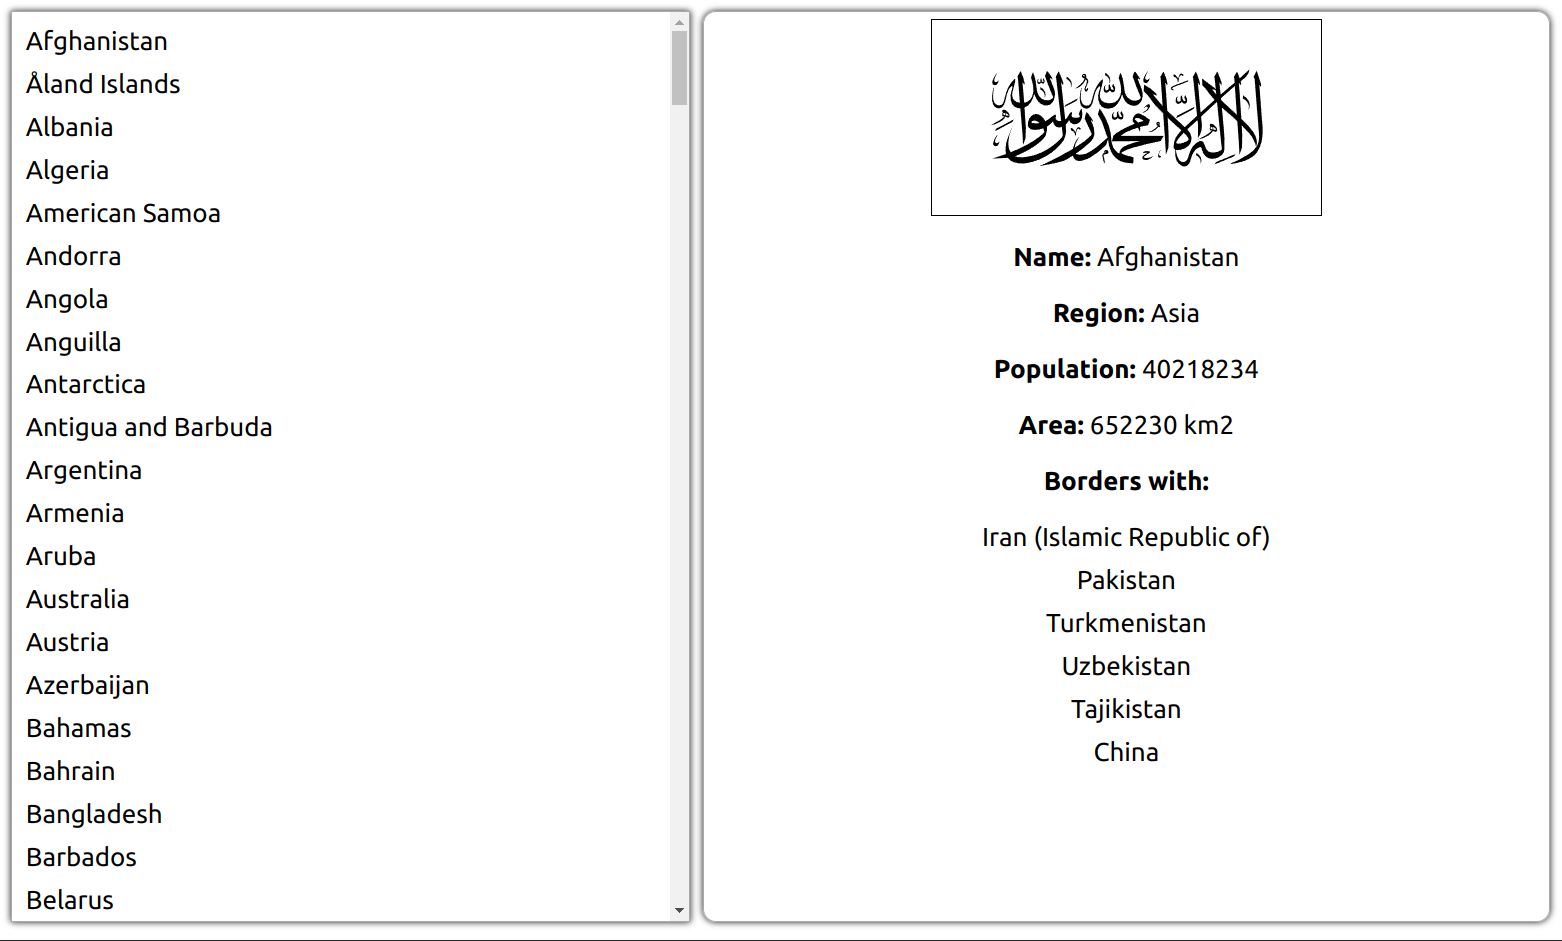 Afghanistan
Åland Islands
Albania
Algeria
American Samoa
Andorra
Angola
Anguilla
Antarctica
Antigua and Barbuda
Argentina
Armenia
Aruba
Australia
Austria
Azerbaijan
Bahamas
Bahrain
Bangladesh
Barbados
Belarus
لا إله إلا الله محمد رسول الله
Name: Afghanistan
Region: Asia
Population: 40218234
Area: 652230 km2
Borders with:
Iran (Islamic Republic of)
Pakistan
Turkmenistan
Uzbekistan
Tajikistan
China